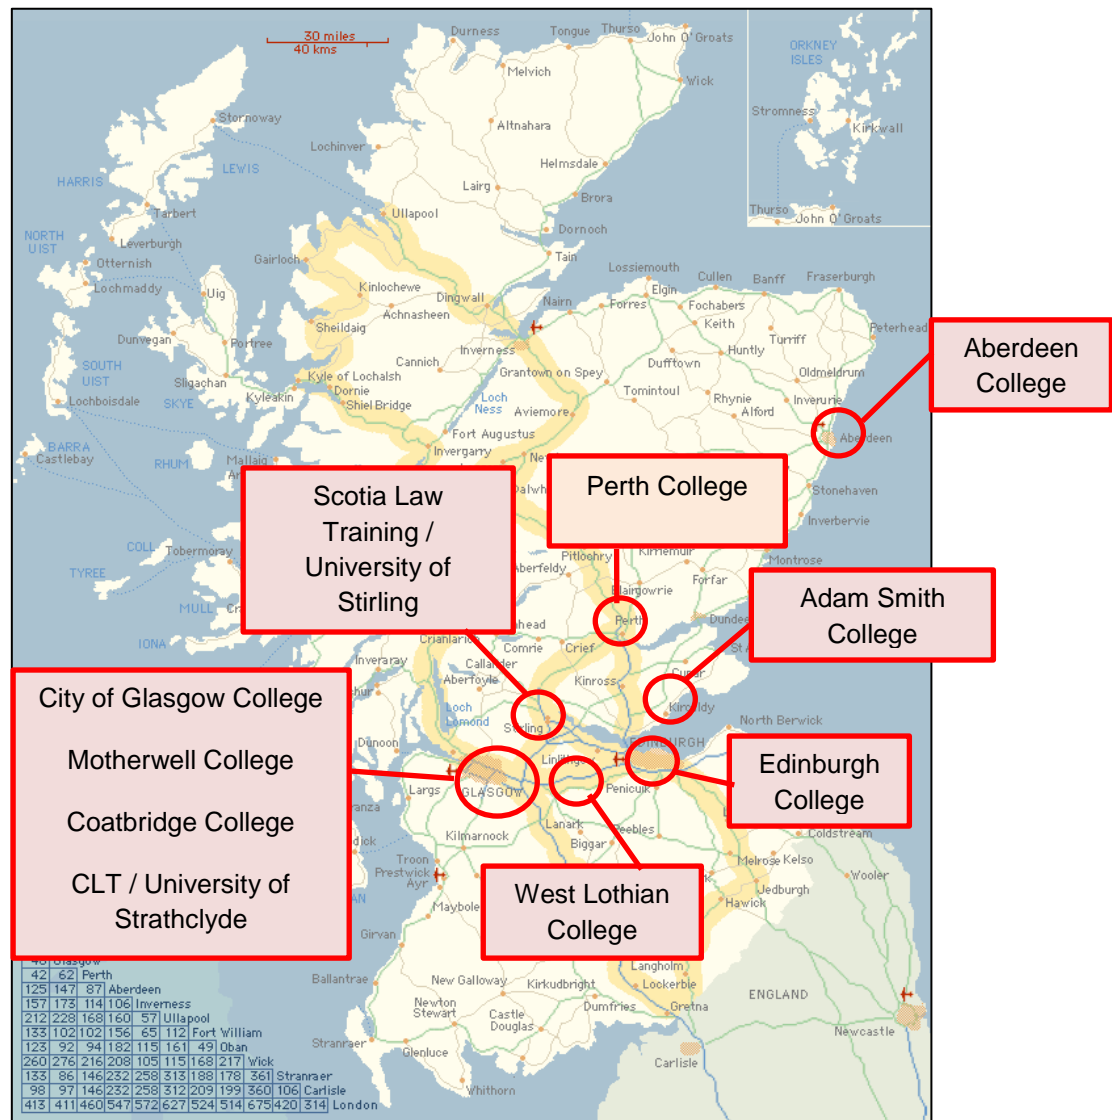 30 miles
40 kms
Durness
Tongue
Thurso
John O' Groats
Melvich
Wick
ORKNEY
ISLES
Stromness
Kirkwall
Thurso
John O' Groats
Stornoway
Altnahara
Lochinver
LEWIS
Helmsdale
HARRIS
Lairg
Brora
Tarbert
Ullapool
Dornoch
Leverburgh
NORTH
UIST
Otternish
Gairloch
Tain
Lossiemouth
Cullen
Banff
Fraserburgh
Lochmaddy
Uig
Kinlochewe
Dingwall
Elgin
Nairn
Forres
Fochabers
Achnasheen
Keith
Peterhead
Sheildaig
Dunvegan
Portree
Inverness
Turriff
Huntly
Dufftown
Cannich
SOUTH
UIST
Sligachan
Kyle of Lochalsh
Grantown on Spey
Oldmeldrum
Tomintoul
Rhynie
Inverurie
Kyleakin
Dornie
Loch
Ness
Lochboisdale
SKYE
Shiel Bridge
Aviemore
Alford
Aberdeen
Fort Augustus
BARRA
Castlebay
RHUM
Mallaig
Invergarry
Aberdeen
College
Scotia Law
Training /
University of
Stirling
Perth College
Stonehaven
Inverbervie
COLL
Tobermoray
TYREE
Pitlochry
Kirriemuir
Montrose
Aberfeldy
Forfar
Blairgowrie
MULL
Perth
IONA
Crianlarich
Comrie
Crief
Adam Smith
College
Inveraray
Callander
Aberfoyle
Kinross
Cupar
Loch
Lomond
Stirling
North Berwick
EDINBURGH
Dunoon
Linlithgow
City of Glasgow College
Motherwell College
Coatbridge College
CLT / University of
Strathclyde
Largs
GLASGOW
Penicuik
Edinburgh
College
Lanark
Peebles
Kilmarnock
Biggar
Coldstream
Troon
Prestwick
Ayr
Melrose
Kelso
Wooler
Jedburgh
Maybole
Hawick
West Lothian
College
Girvan
Langholm
Ballantrae
New Galloway
Kirkudbright
Lockerbie
ENGLAND
Newton
Stewart
Castle
Douglas
Dumfries
Gretna
Newcastle
Stranraer
Glenluce
Carlisle
Whithorn
Glasgow
42 62 Perth
125 147 87 Aberdeen
157 173 114 106 Inverness
212 228 168 160 57 Ullapool
133 102 102 156 65 112 Fort William
123 92 94 182 115 161 49 Oban
260 276 216 208 105 115 168 217 Wick
133 86 146 232 258 313 188 178 361 Stranraer
98 97 146 232 258 312 209 199 360 106 Carlisle
413 411 460 547 572 627 524 514 675 420 314 London